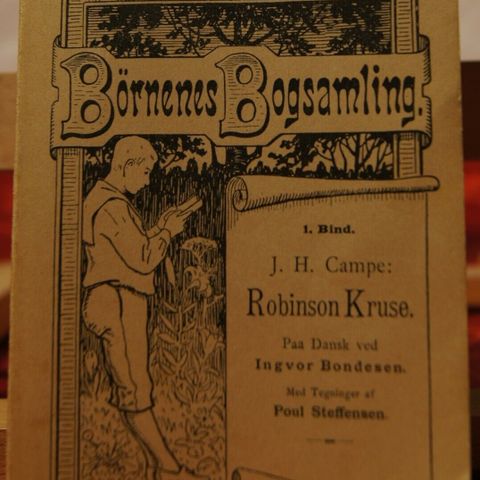 Börnenes Bogsamling.
1. Bind.
J. H. Campe:
Robinson Kruse.
Paa Dansk ved
Ingvor Bondesen.
Med Tegninger af
Poul Steffensen.